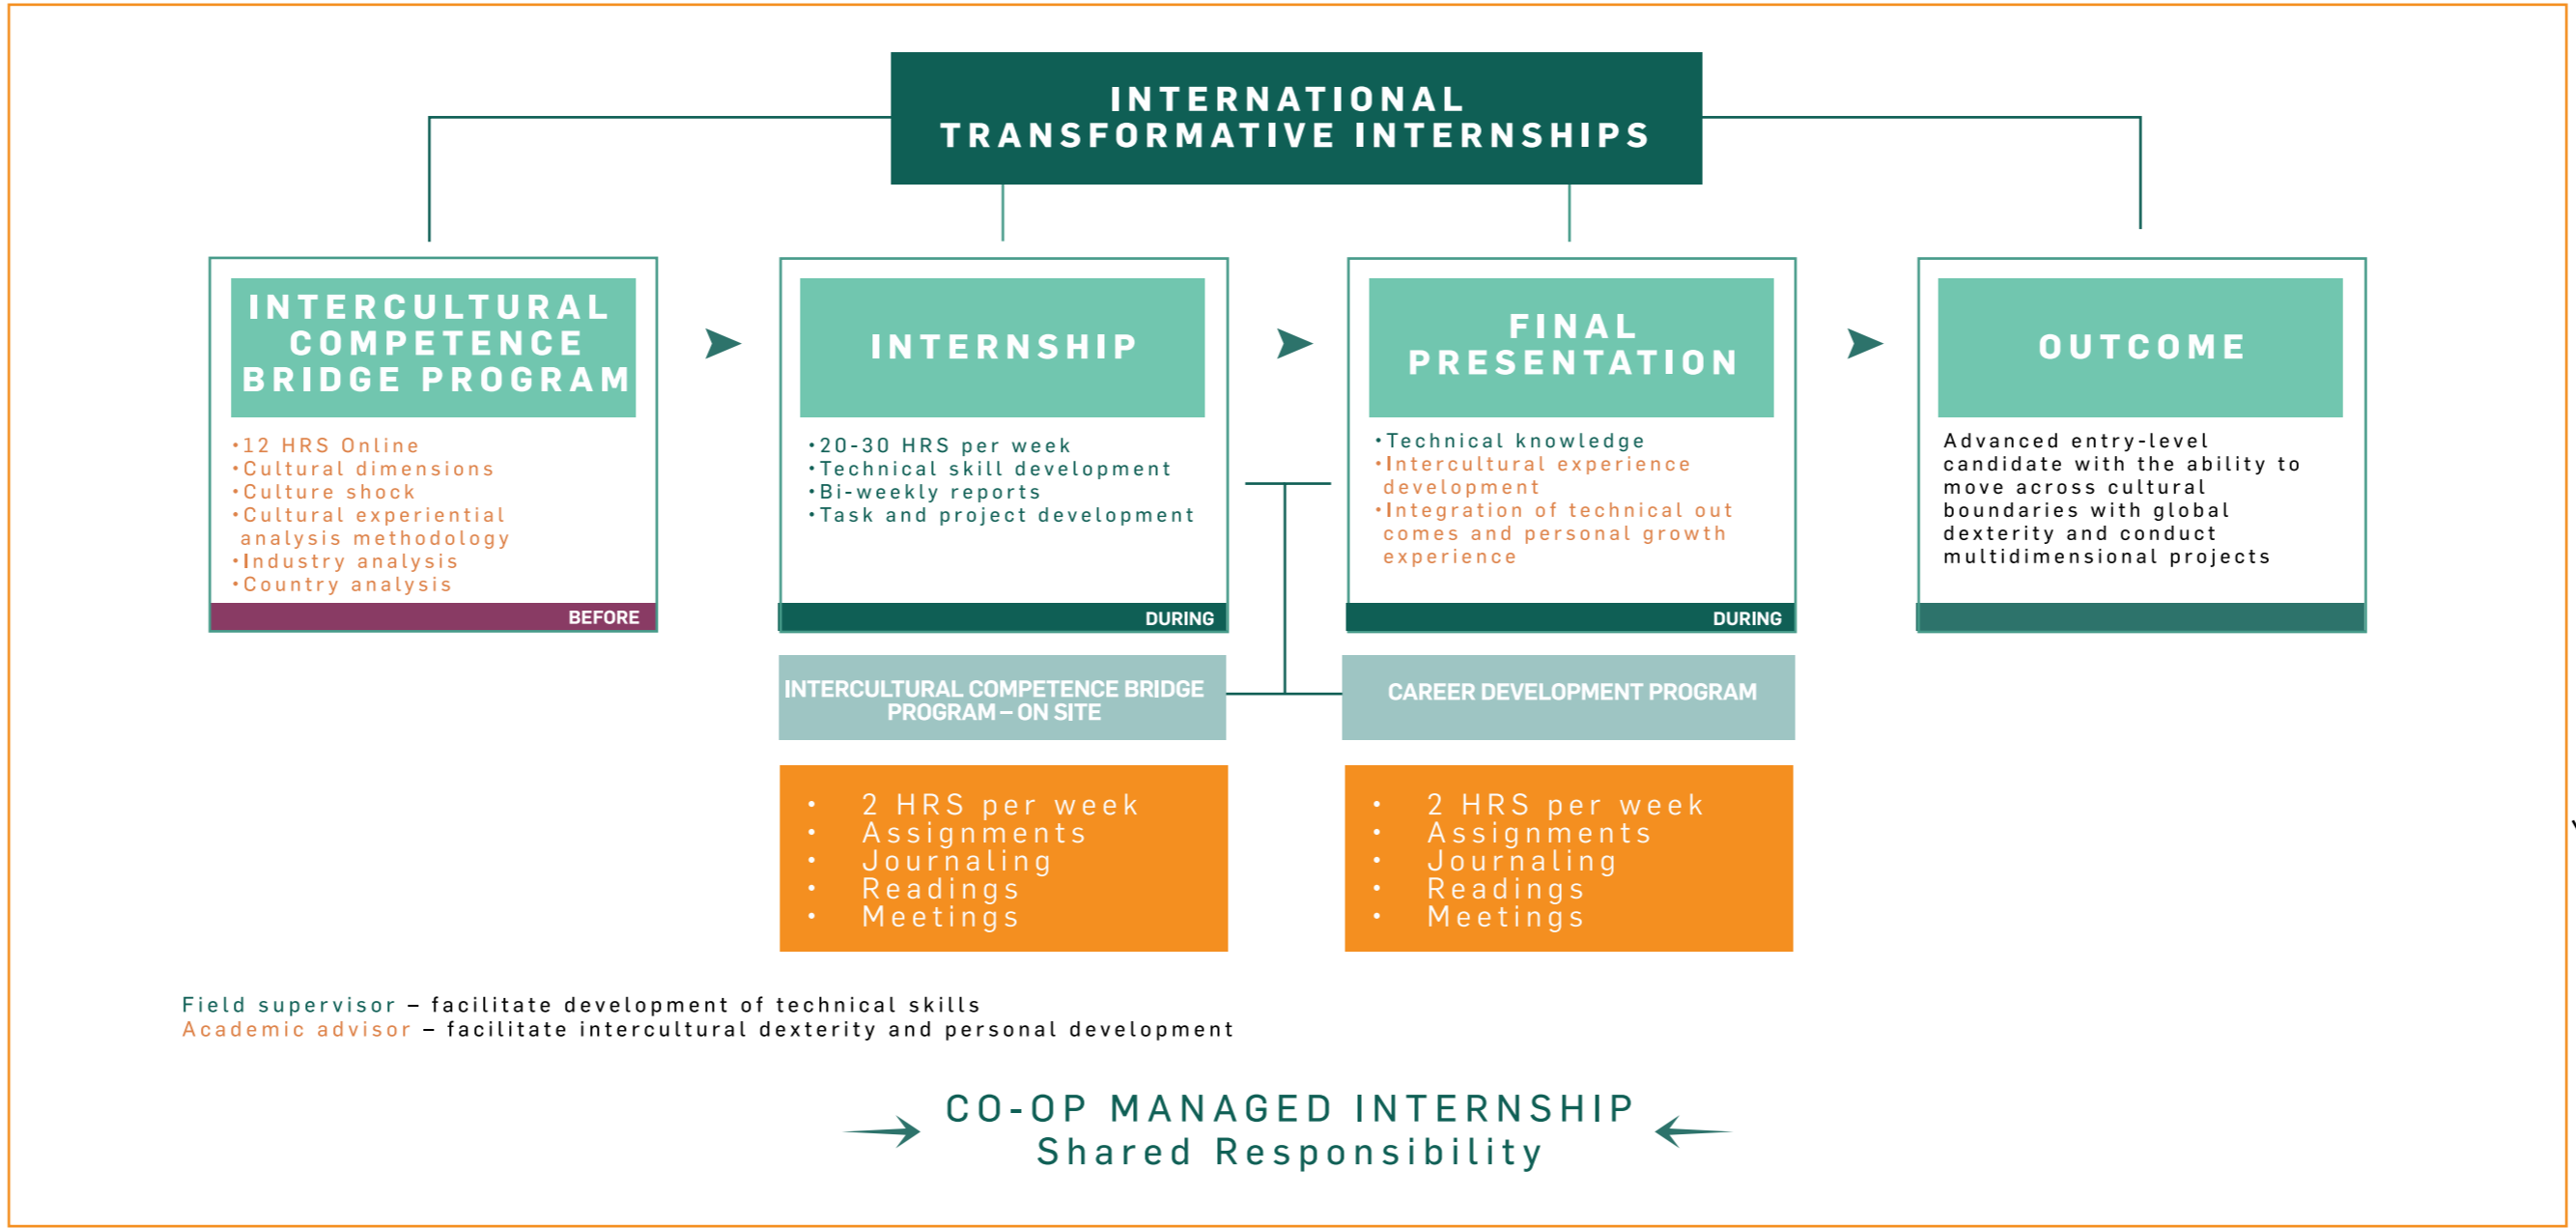 INTERNATIONAL
TRANSFORMATIVE INTERNSHIPS
INTERCULTURAL
COMPETENCE
BRIDGE PROGRAM
•12 HRS Online
•Cultural dimensions
•Culture shock
•Cultural experiential
analysis methodology
•Industry analysis
•Country analysis
BEFORE
INTERNSHIP
•20-30 HRS per week
•Technical skill development
•Bi-weekly reports
•Task and project development
DURING
FINAL
PRESENTATION
•Technical knowledge
•Intercultural experience
development
•Integration of technical out
comes and personal growth
experience
DURING
OUTCOME
Advanced entry-level
candidate with the ability to
move across cultural
boundaries with global
dexterity and conduct
multidimensional projects
INTERCULTURAL COMPETENCE BRIDGE
PROGRAM – ON SITE
• 2 HRS per week
• Assignments
• Journaling
• Readings
• Meetings
CAREER DEVELOPMENT PROGRAM
• 2 HRS per week
• Assignments
• Journaling
• Readings
• Meetings
Field supervisor – facilitate development of technical skills
Academic advisor – facilitate intercultural dexterity and personal development
CO-OP MANAGED INTERNSHIP
Shared Responsibility